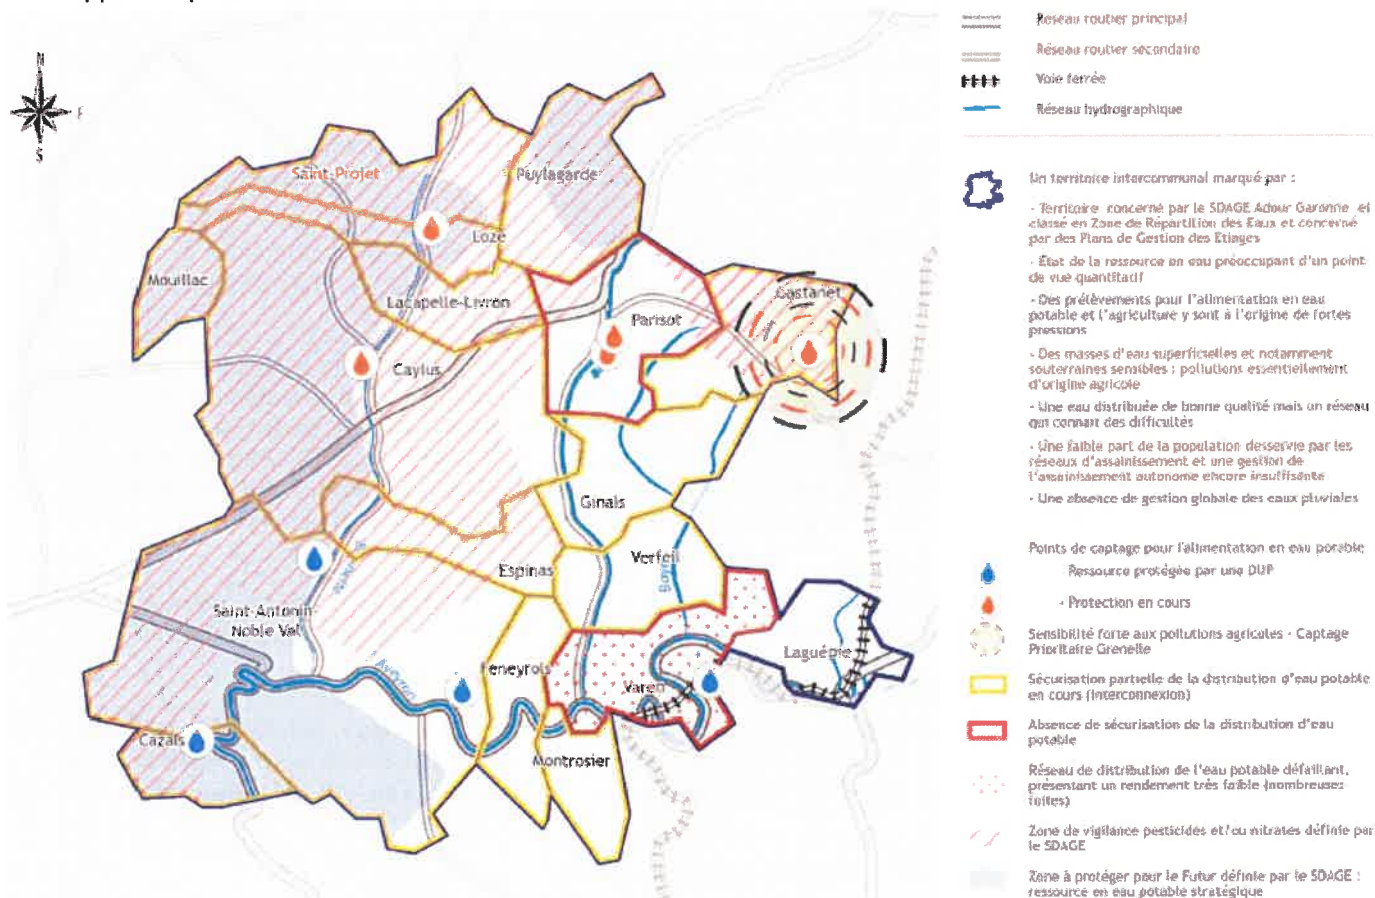 N
S
Saint-Projet
Puylagarde
Loze
Mouillac
Lacapelle-Livron
Castanet
Parisot
Caylus
Ginals
Verfeil
Espinas
Saint-Antonin
Noble Val
Feneyrols
Varen
Laguépie
Aveyron
Cazals
Montrosier
Réseau routier principal
Réseau routier secondaire
Voie ferrée
Réseau hydrographique
Un territoire intercommunal marqué par :
- Territoire concerné par le SDAGE Adour Garonne et
classé en Zone de Répartition des Eaux et concerné
par des Plans de Gestion des Etiages
- Etat de la ressource en eau préoccupant d'un point
de vue quantitatif
- Des prélèvements pour l'alimentation en eau
potable et l'agriculture y sont à l'origine de fortes
pressions
- Des masses d'eau superficielles et notamment
souterraines sensibles : pollutions essentiellement
d'origine agricole
- Une eau distribuée de bonne qualité mais un réseau
qui connait des difficultés
- Une faible part de la population desservie par les
réseaux d'assainissement et une gestion de
l'assainissement autonome encore insuffisante
- Une absence de gestion globale des eaux pluviales
Points de captage pour l'alimentation en eau potable
- Ressource protégée par une DUP
- Protection en cours
Sensibilité forte aux pollutions agricoles - Captage
Prioritaire Grenelle
Sécurisation partielle de la distribution d'eau potable
en cours (interconnexion)
Absence de sécurisation de la distribution d'eau
potable
Réseau de distribution de l'eau potable défaillant,
présentant un rendement très faible (nombreuses
fuites)
Zone de vigilance pesticides et/ou nitrates définie par
le SDAGE
Zone à protéger pour le Futur définie par le SDAGE :
ressource en eau potable stratégique